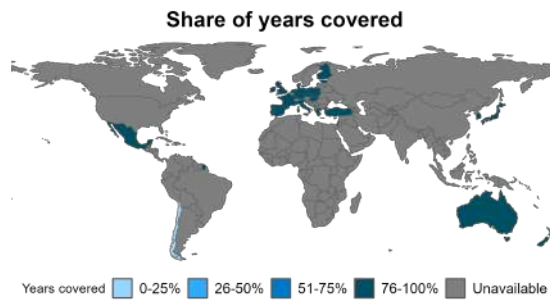 Share of years covered
Years covered 0-25% 26-50% 51-75% 76-100% Unavailable